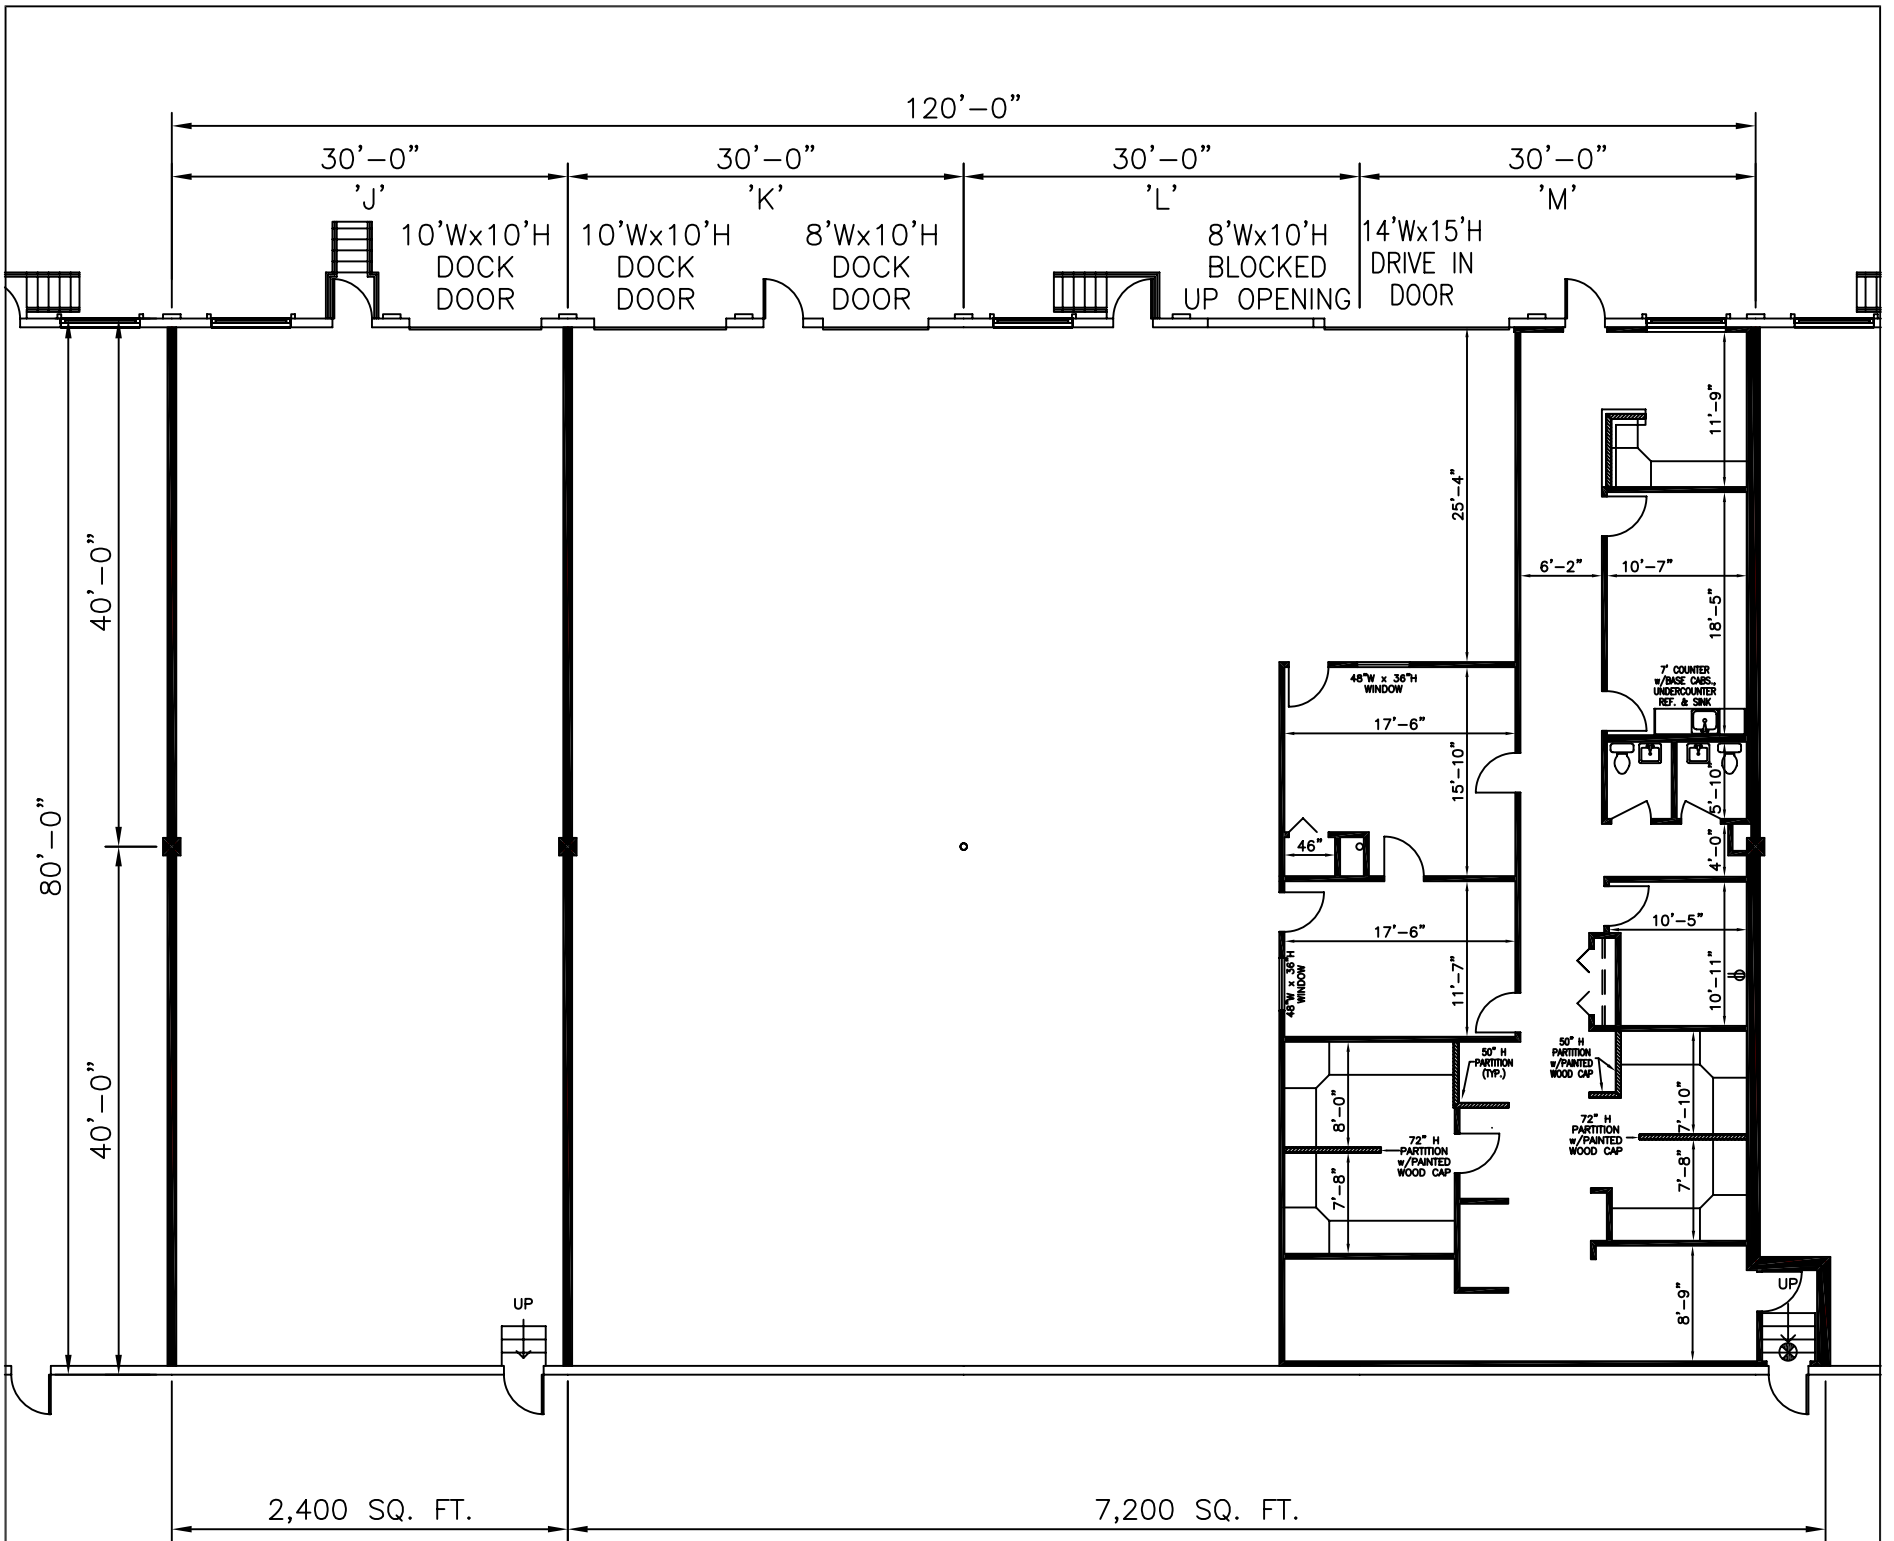 120'-0"
30'-0"
30'-0"
30'-0"
30'-0"
'J'
'K'
'L'
'M'
10'Wx10'H
DOCK
DOOR
10'Wx10'H
DOCK
DOOR
8'Wx10'H
DOCK
DOOR
8'Wx10'H
BLOCKED
UP OPENING
14'Wx15'H
DRIVE IN
DOOR
11'-9"
25'-4"
40'-0"
6'-2"
10'-7"
18'-5"
7' COUNTER
w/BASE CABS.,
UNDERCOUNTER
REF. & SINK
48"W x 36"H
WINDOW
17'-6"
15'-10"
5'-10"
80'-0"
46"
4'-0"
10'-5"
17'-6"
48"W x 36"H
WINDOW
11'-7"
10'-11"
50" H
PARTITION
(TYP.)
50" H
PARTITION
w/PAINTED
WOOD CAP
40'-0"
8'-0"
7'-10"
72" H
PARTITION
w/PAINTED
WOOD CAP
72" H
PARTITION
w/PAINTED
WOOD CAP
7'-8"
7'-8"
8'-9"
UP
UP
2,400 SQ. FT.
7,200 SQ. FT.